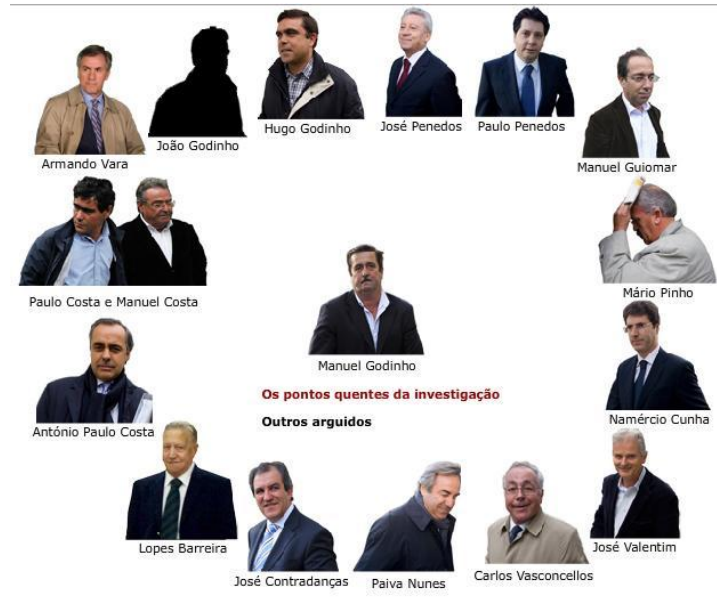 Armando Vara
João Godinho
Hugo Godinho
José Penedos
Paulo Penedos
Manuel Guiomar
Paulo Costa e Manuel Costa
Mário Pinho
Manuel Godinho
António Paulo Costa
Os pontos quentes da investigação
Outros arguidos
Namércio Cunha
Lopes Barreira
José Contradanças
Paiva Nunes
Carlos Vasconcellos
José Valentim